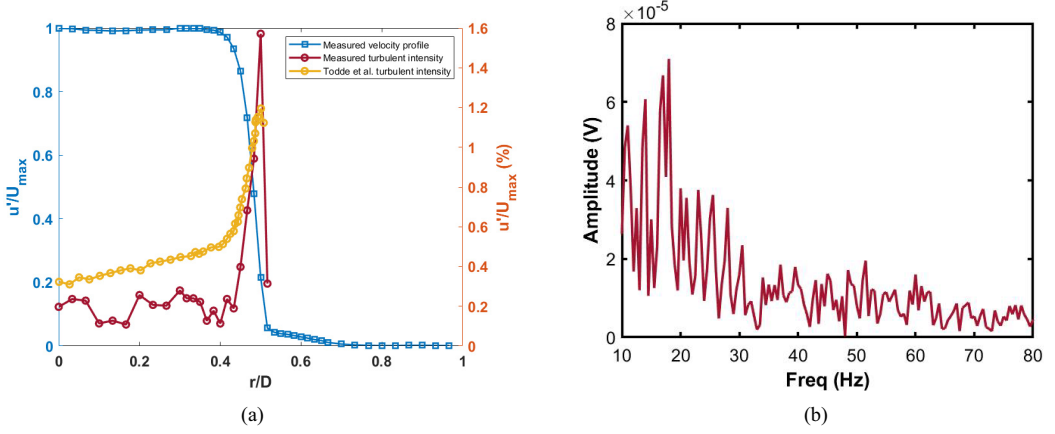 (a)
1
0.8
0.6
0.4
0.2
0
u'/U_max
1.6
1.4
1.2
1
0.8
0.6
0.4
0.2
0
u'/U_max (%)
Measured velocity profile
Measured turbulent intensity
Todde et al. turbulent intensity
0 0.2 0.4 0.6 0.8 1
r/D
(a)
×10^-5
8
6
4
2
0
Amplitude (V)
10 20 30 40 50 60 70 80
Freq (Hz)
(b)